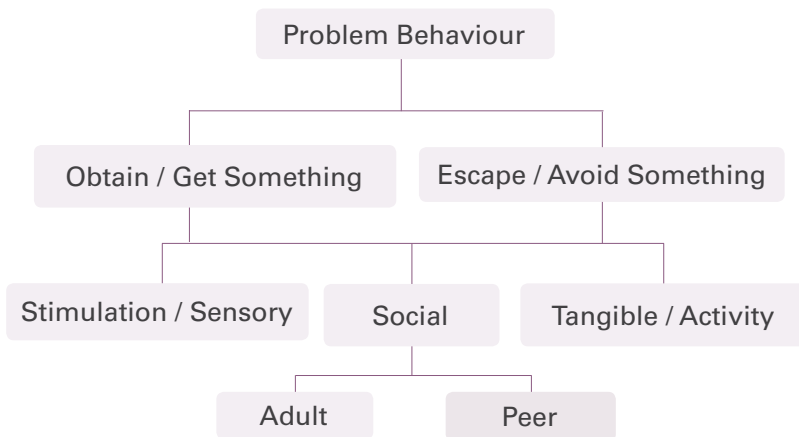 Problem Behaviour
Obtain / Get Something
Escape / Avoid Something
Stimulation / Sensory
Social
Tangible / Activity
Adult
Peer